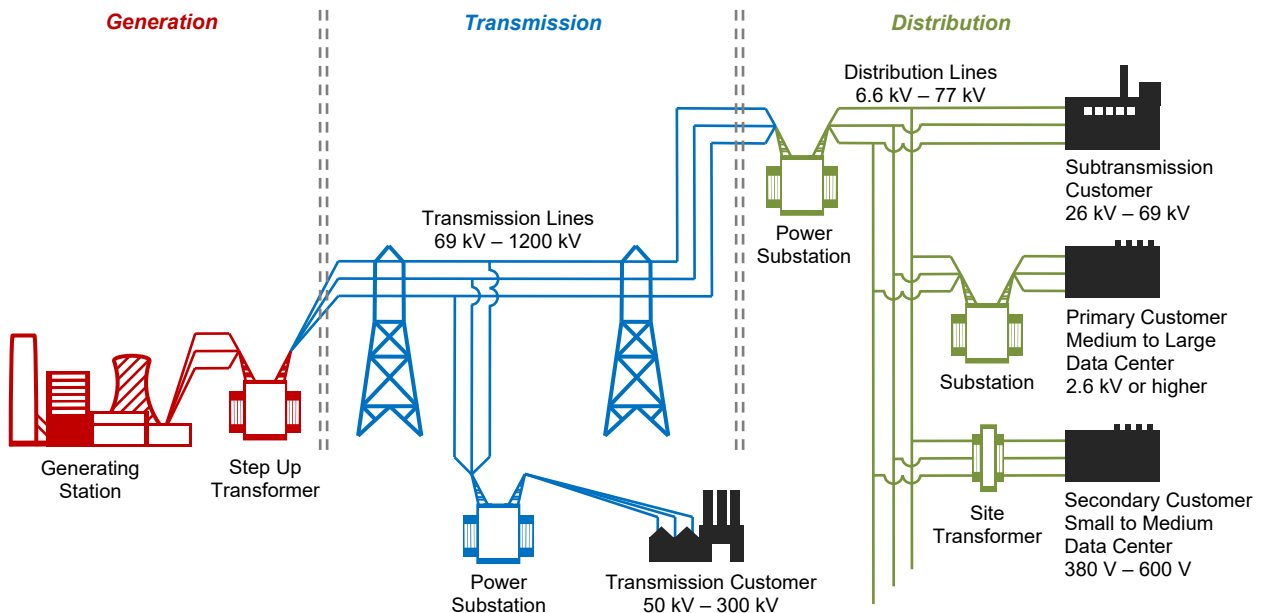 Generation
Transmission
Distribution
Distribution Lines
6.6 kV – 77 kV
Subtransmission
Customer
26 kV – 69 kV
Power
Substation
Transmission Lines
69 kV – 1200 kV
Primary Customer
Medium to Large
Data Center
2.6 kV or higher
Substation
Generating
Station
Step Up
Transformer
Site
Transformer
Secondary Customer
Small to Medium
Data Center
380 V – 600 V
Power
Substation
Transmission Customer
50 kV – 300 kV